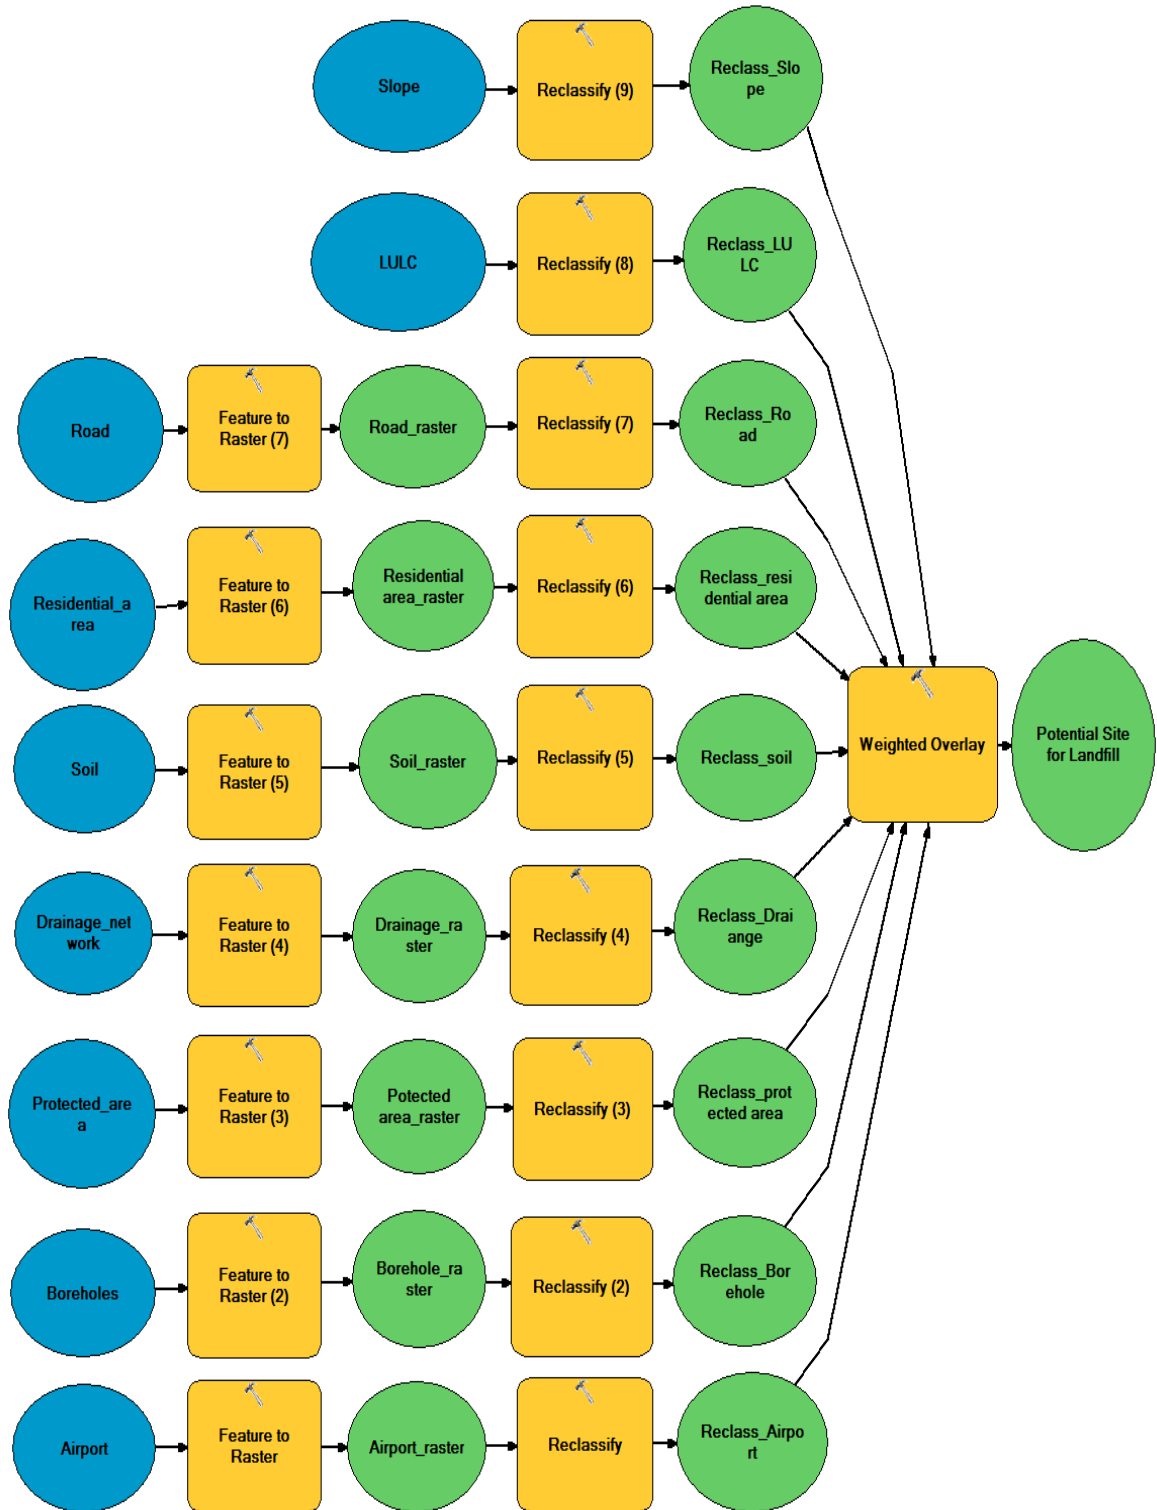 Slope
Reclassify (9)
Reclass_Slo
pe
LULC
Reclassify (8)
Reclass_LU
LC
Road
Feature to
Raster (7)
Road_raster
Reclassify (7)
Reclass_Ro
ad
Residential_a
rea
Feature to
Raster (6)
Residential
area_raster
Reclassify (6)
Reclass_resi
dential area
Soil
Feature to
Raster (5)
Soil_raster
Reclassify (5)
Reclass_soil
Weighted Overlay
Potential Site
for Landfill
Drainage_net
work
Feature to
Raster (4)
Drainage_ra
ster
Reclassify (4)
Reclass_Drai
ange
Protected_are
a
Feature to
Raster (3)
Potected
area_raster
Reclassify (3)
Reclass_prot
ected area
Boreholes
Feature to
Raster (2)
Borehole_ra
ster
Reclassify (2)
Reclass_Bor
ehole
Airport
Feature to
Raster
Airport_raster
Reclassify
Reclass_Airpo
rt